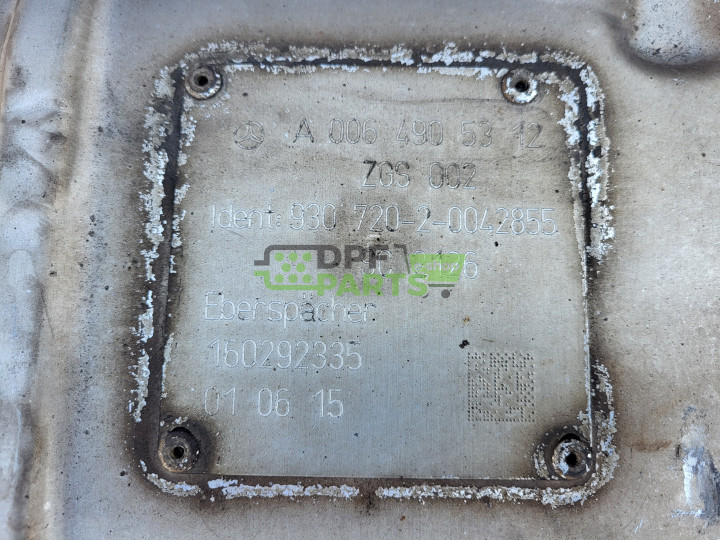 A 006 490 53 12
ZGS 002
Ident: 930 720-2-0042855
DPF
PARTS
Eberspächer
160292335
01 06 15